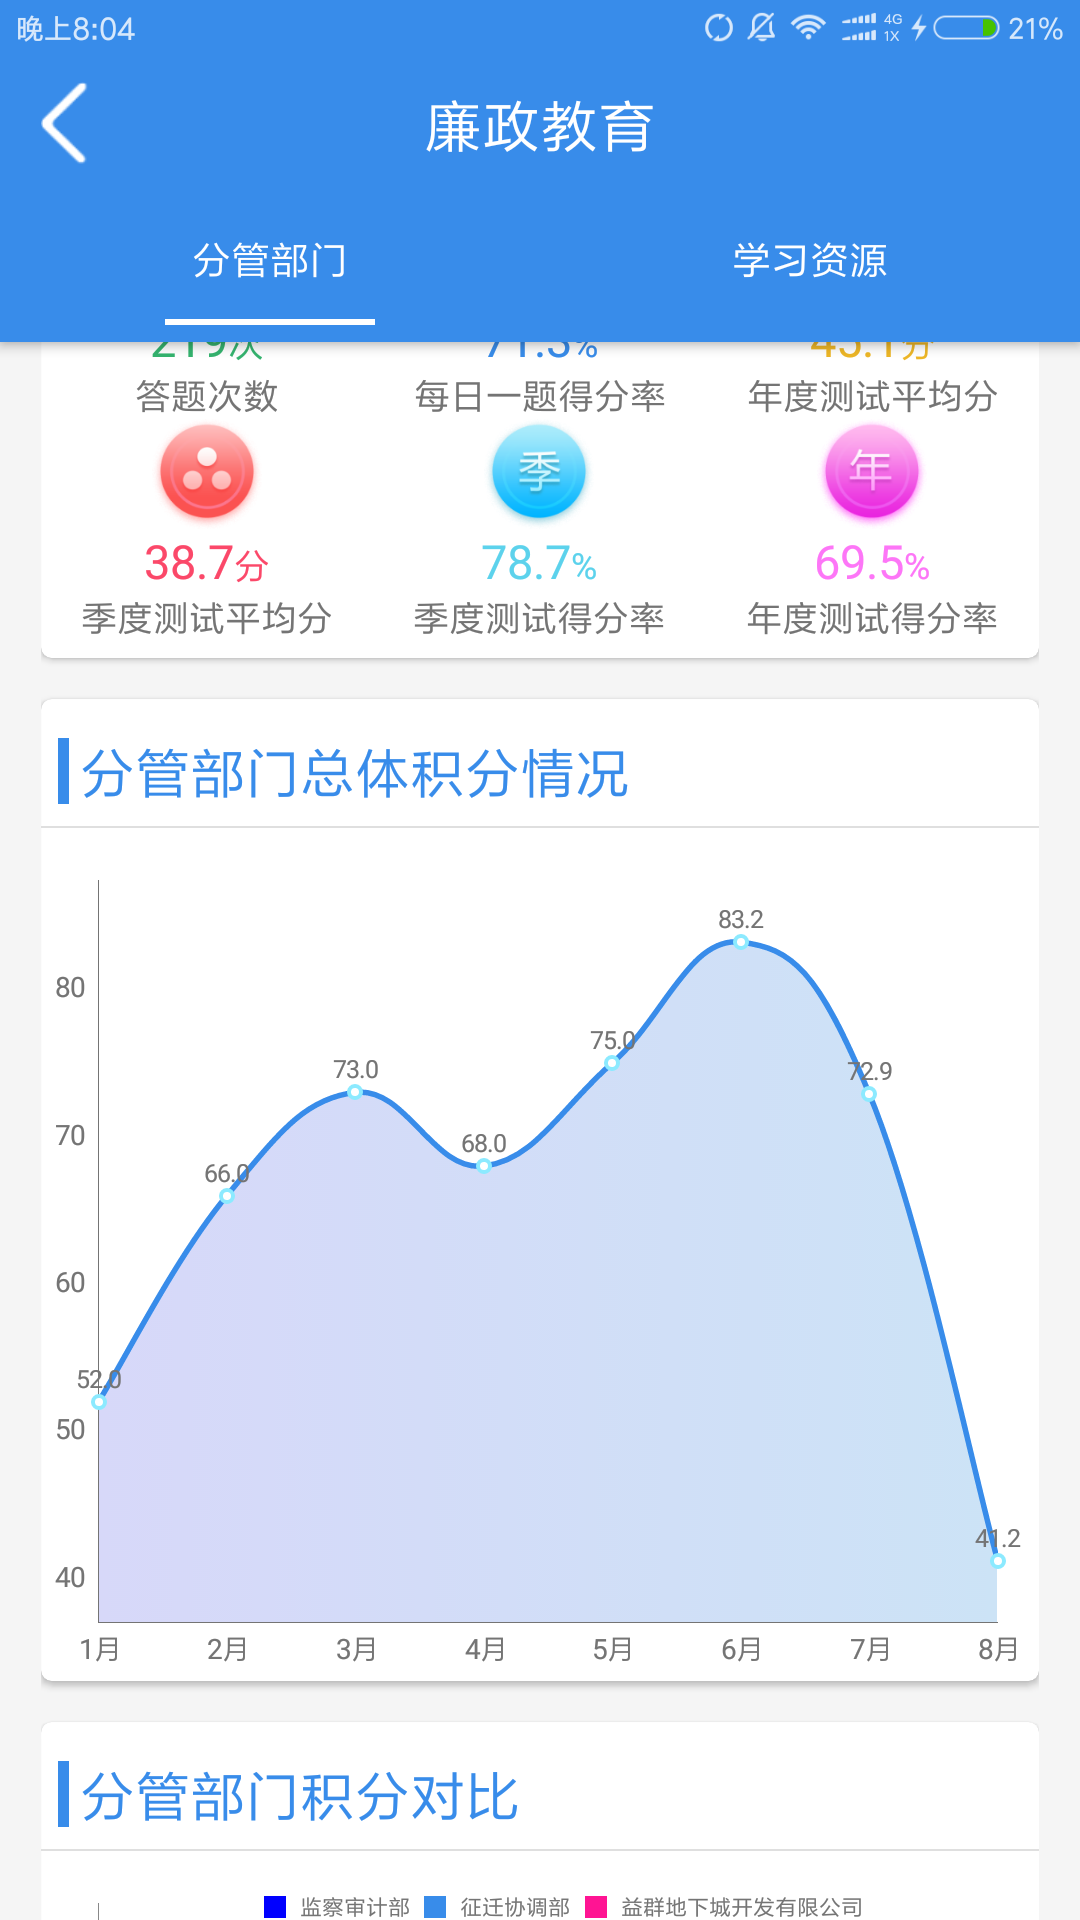 晚上8:04 4G 1X 21%
廉政教育
分管部门 学习资源
219次 71.3% 45.1分
答题次数 每日一题得分率 年度测试平均分
季 年
38.7分 78.7% 69.5%
季度测试平均分 季度测试得分率 年度测试得分率
分管部门总体积分情况
83.2
80
75.0
73.0 72.9
70
68.0
66.0
60
52.0
50
41.2
40
1月 2月 3月 4月 5月 6月 7月 8月
分管部门积分对比
监察审计部 征迁协调部 益群地下城开发有限公司